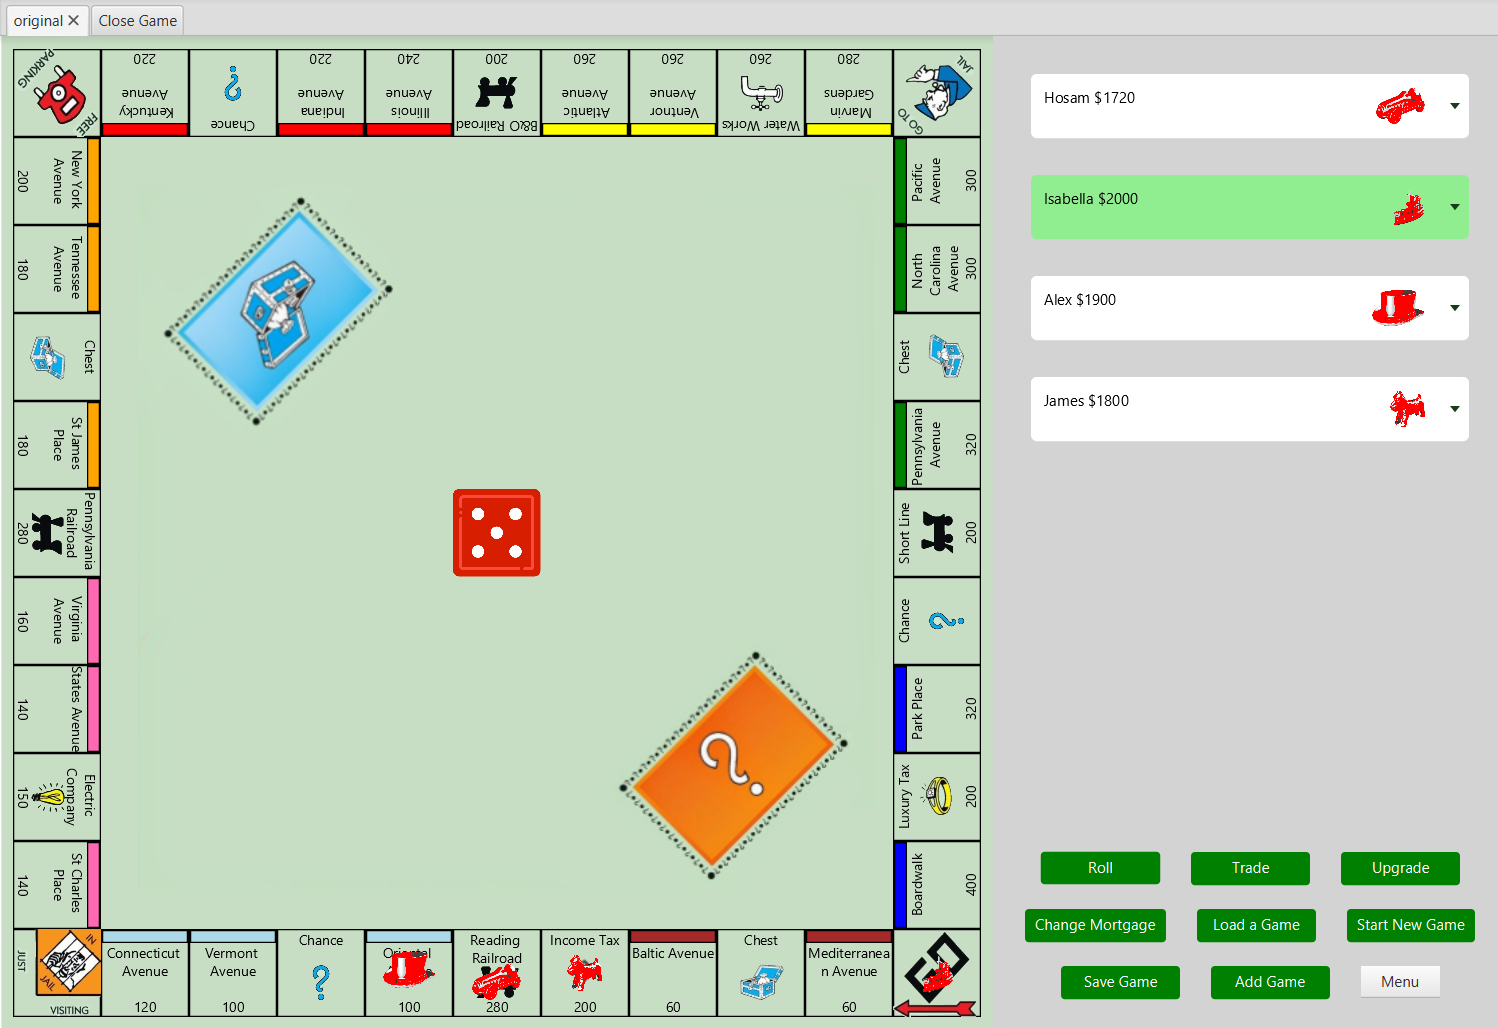 original
Close Game
PARKING
FREE
220
Kentucky
Avenue
Chance
220
Indiana
Avenue
240
Illinois
Avenue
200
B&O Railroad
260
Atlantic
Avenue
260
Ventnor
Avenue
260
Water Works
280
Marvin
Gardens
JAIL
GO TO
New York
Avenue
200
Tennessee
Avenue
180
Chest
St James
Place
180
Pennsylvania
Railroad
280
Virginia
Avenue
160
States Avenue
140
Electric
Company
150
St Charles
Place
140
Pacific
Avenue
300
North
Carolina
Avenue
300
Chest
Pennsylvania
Avenue
320
Short Line
200
Chance
Park Place
320
Luxury Tax
200
Boardwalk
400
JUST
IN
JAIL
VISITING
Connecticut
Avenue
120
Vermont
Avenue
100
Chance
100
Reading
Railroad
280
Income Tax
200
Baltic Avenue
60
Chest
Mediterranea
n Avenue
60
Hosam $1720
Isabella $2000
Alex $1900
James $1800
Roll
Trade
Upgrade
Change Mortgage
Load a Game
Start New Game
Save Game
Add Game
Menu